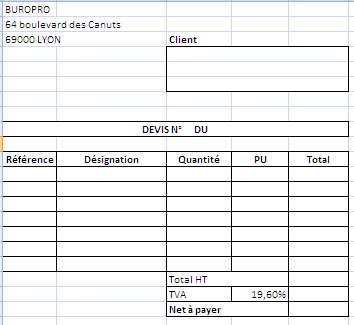 BUROPRO
64 boulevard des Canuts
69000 LYON Client
DEVIS N° DU
Référence Désignation Quantité PU Total
Total HT
TVA 19,60%
Net à payer